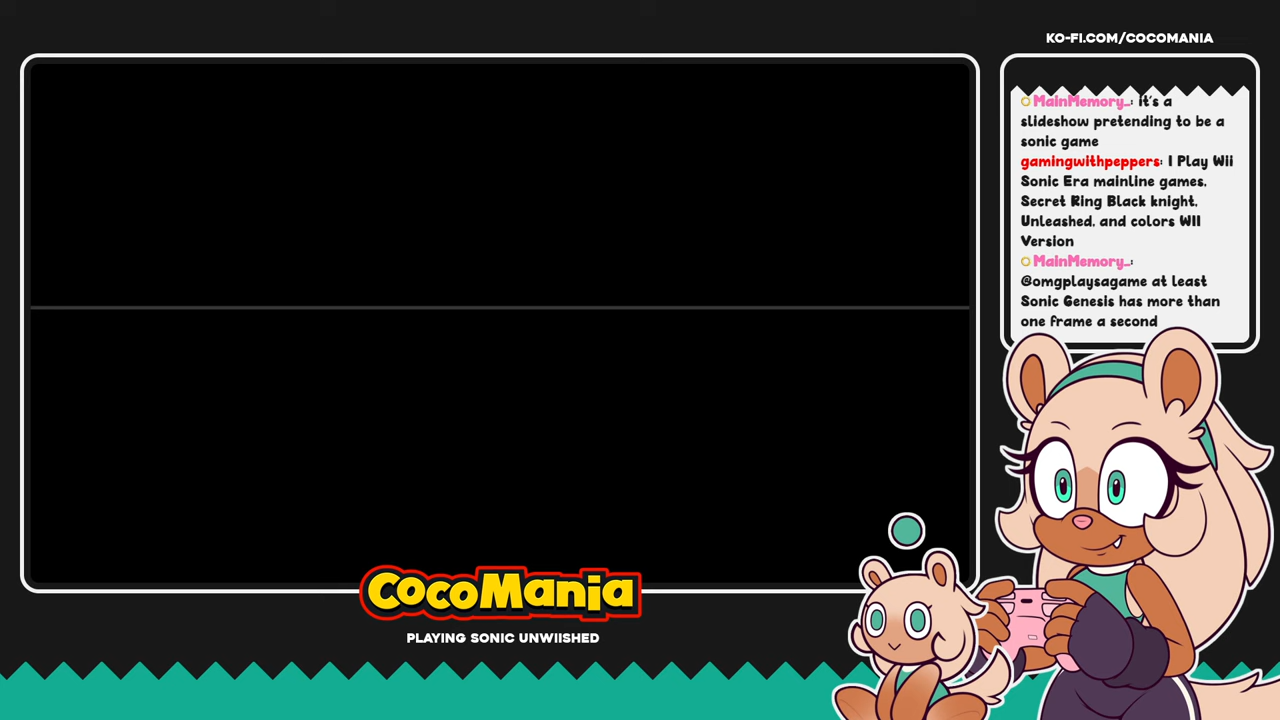 KO-FI.COM/COCOMANIA
MainMemory_: it's a
slideshow pretending to be a
sonic game
gamingwithpeppers: I Play Wii
Sonic Era mainline games,
Secret Ring Black knight,
Unleashed, and colors WII
Version
MainMemory_:
@omgplaysagame at least
Sonic Genesis has more than
one frame a second
CocoMania
PLAYING SONIC UNWIISHED